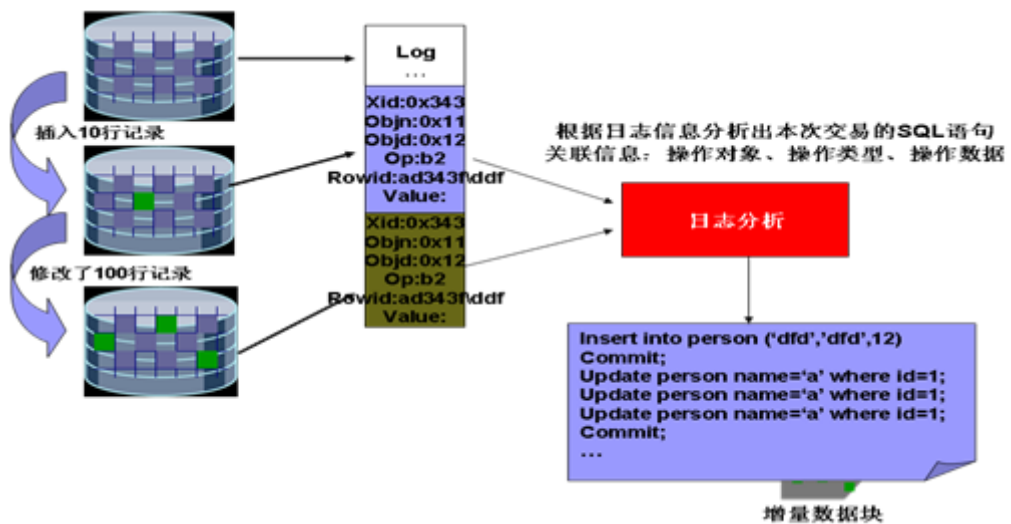 Log
...
Xid:0x343
Objn:0x11
Objd:0x12
Op:b2
Rowid:ad343f\ddf
Value:
Xid:0x343
Objn:0x11
Objd:0x12
Op:b2
Rowid:ad343f\ddf
Value:
插入10行记录
修改了100行记录
根据日志信息分析出本次交易的SQL语句
关联信息：操作对象、操作类型、操作数据
日志分析
Insert into person (‘dfd’,’dfd’,12)
Commit;
Update person name=‘a’ where id=1;
Update person name=‘a’ where id=1;
Update person name=‘a’ where id=1;
Commit;
...
增量数据块